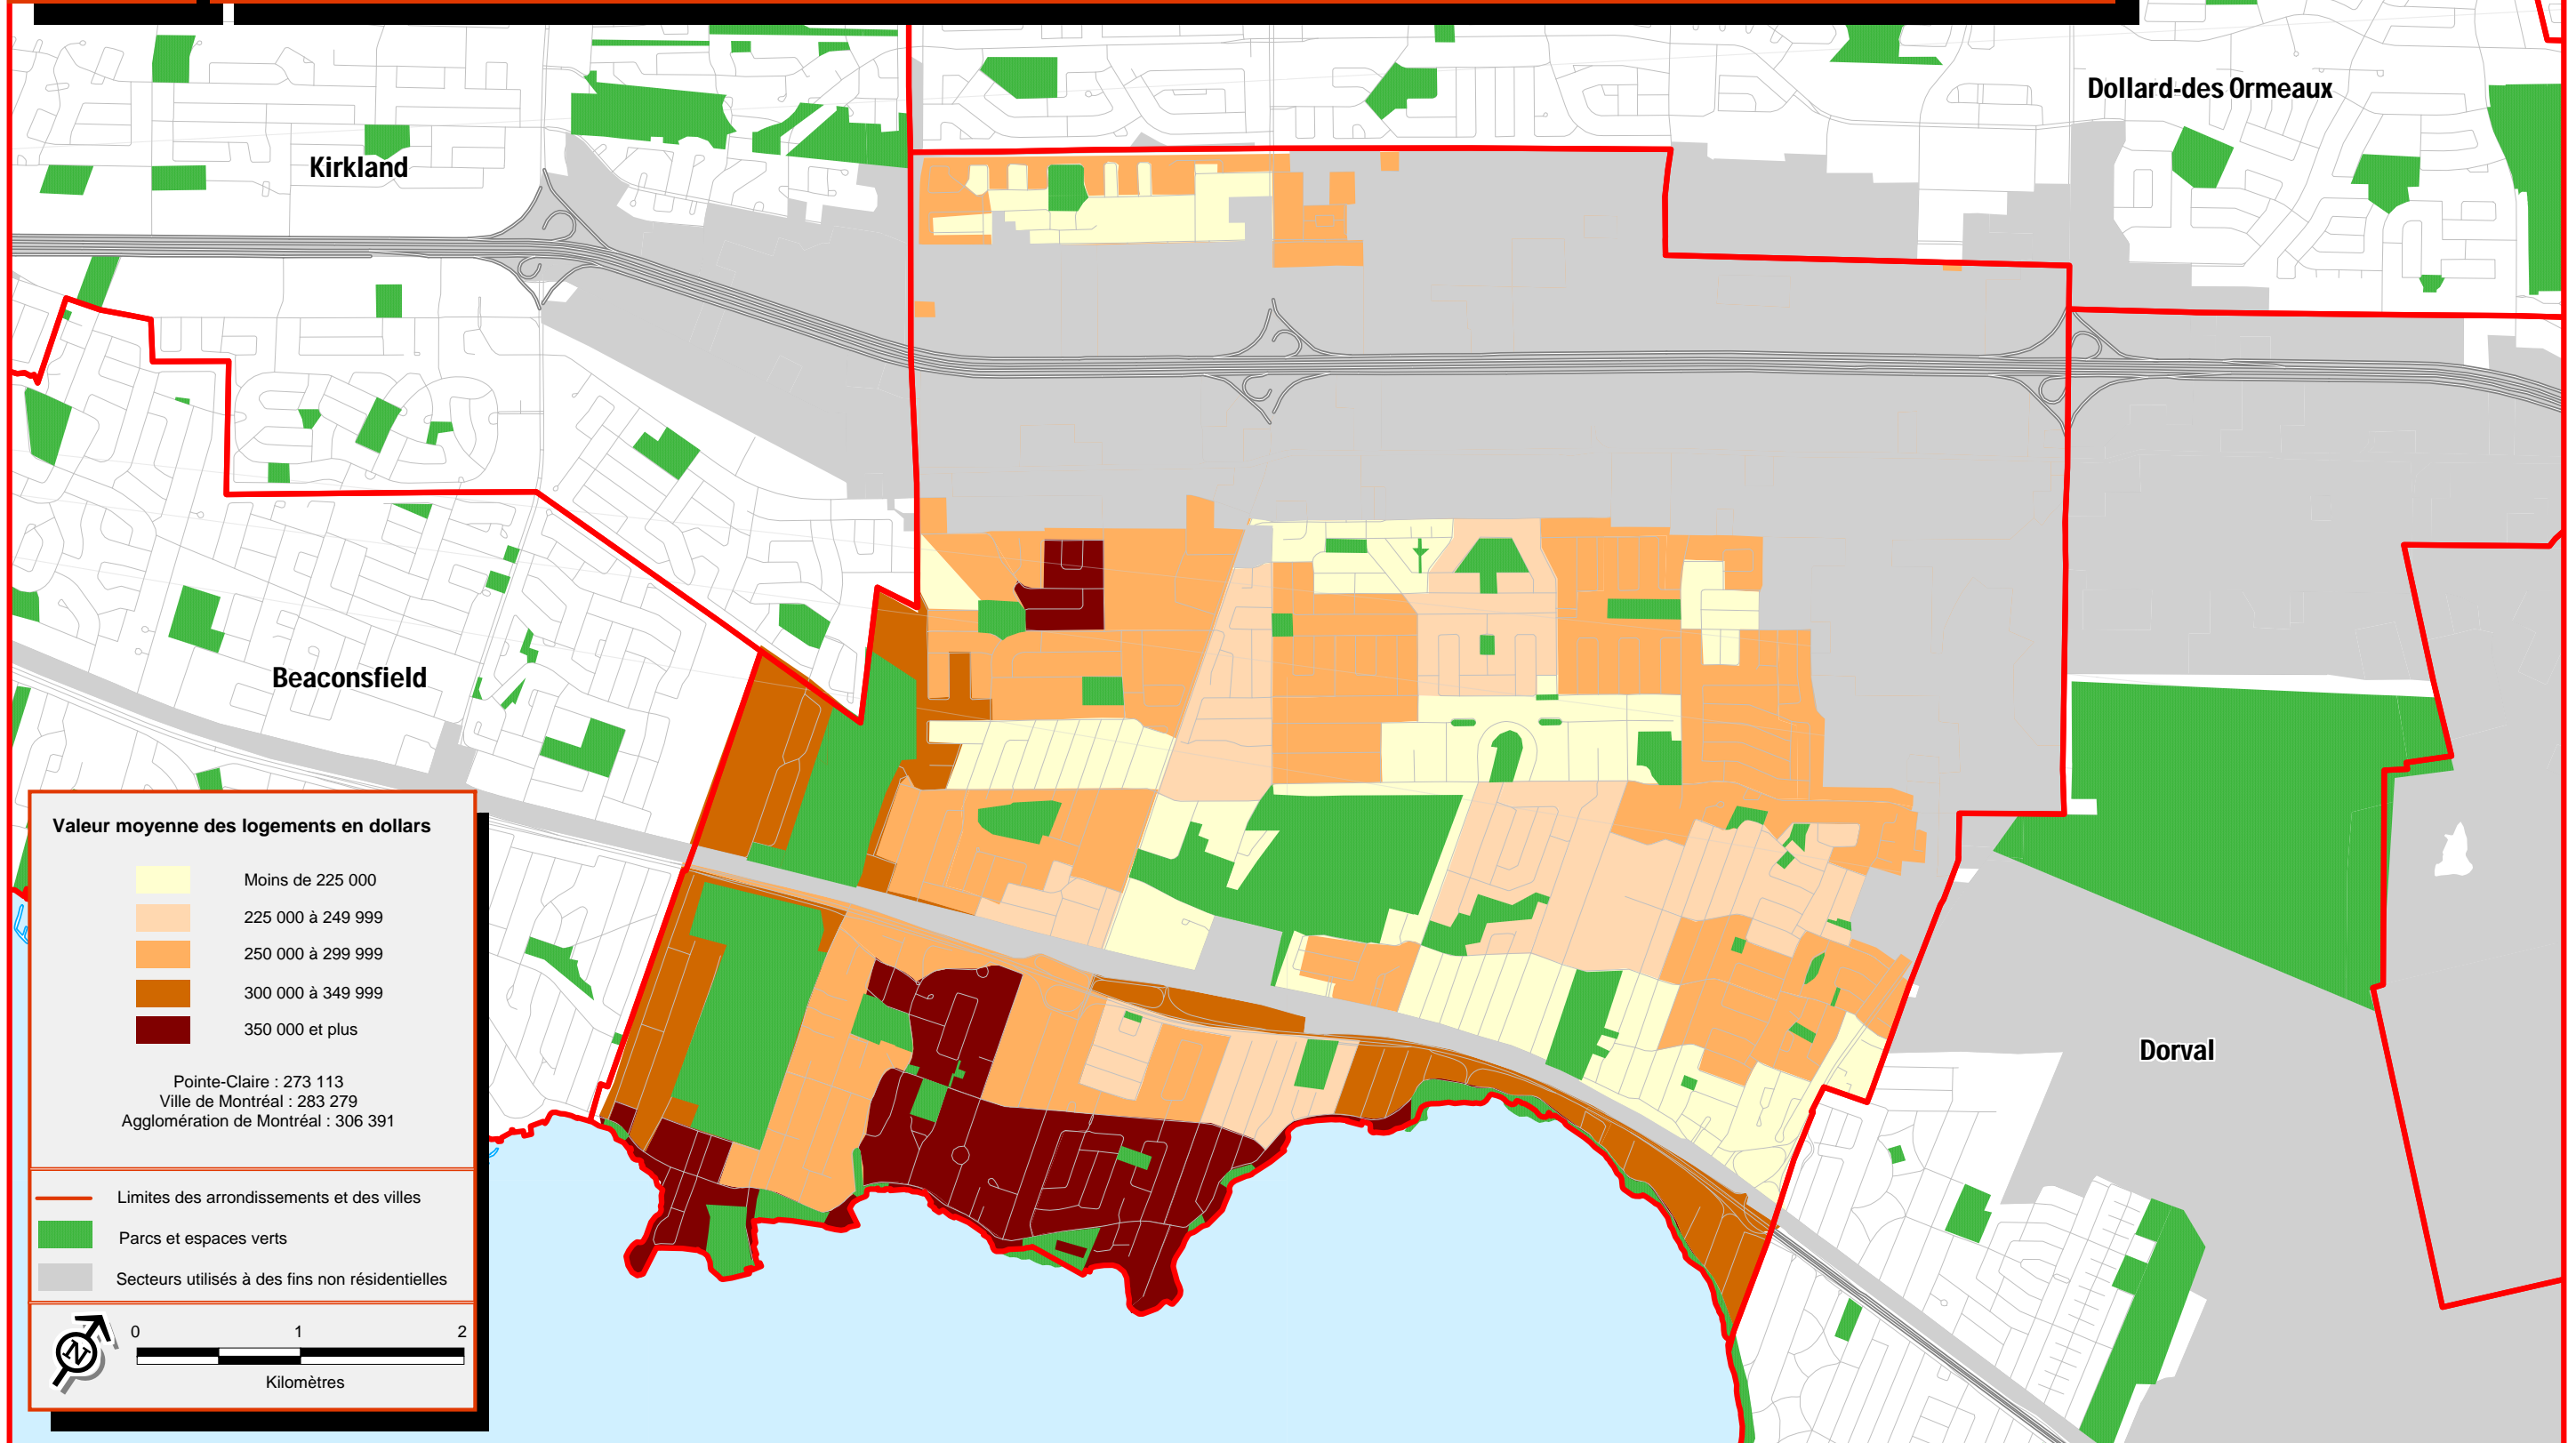 Dollard-des Ormeaux
Kirkland
Beaconsfield
Dorval
Valeur moyenne des logements en dollars
Moins de 225 000
225 000 à 249 999
250 000 à 299 999
300 000 à 349 999
350 000 et plus
Pointe-Claire : 273 113
Ville de Montréal : 283 279
Agglomération de Montréal : 306 391
Limites des arrondissements et des villes
Parcs et espaces verts
Secteurs utilisés à des fins non résidentielles
N
0 1 2
Kilomètres